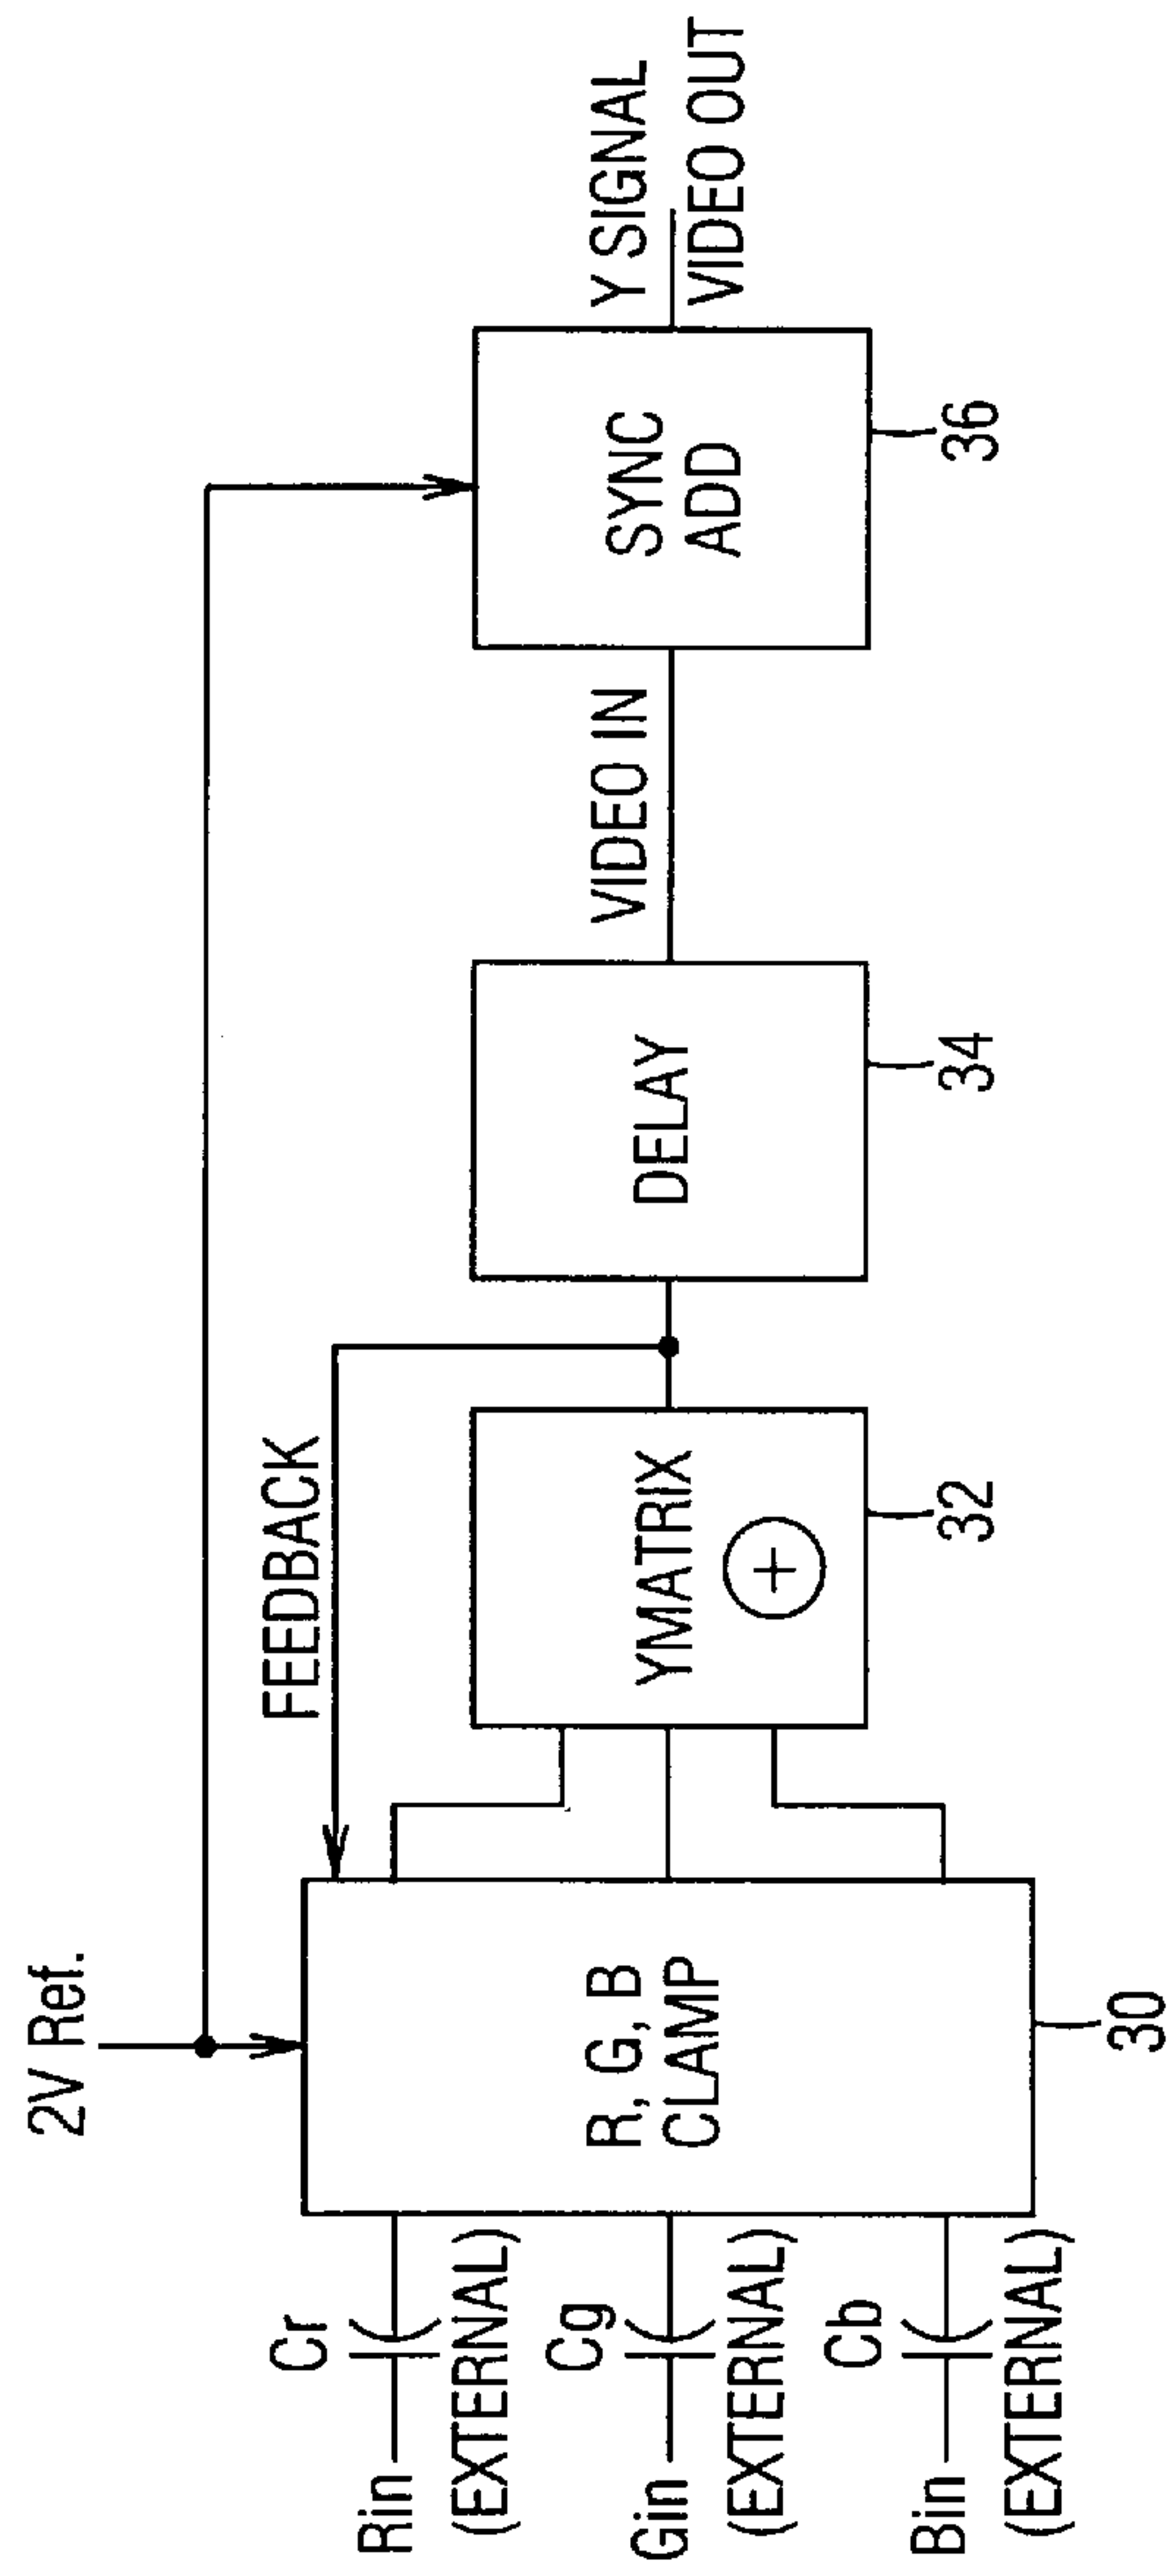 2V Ref.
FEEDBACK
Cr
Rin
(EXTERNAL)
Cg
Gin
(EXTERNAL)
Cb
Bin
(EXTERNAL)
R, G, B
CLAMP
30
YMATRIX
+
32
DELAY
34
VIDEO IN
SYNC
ADD
36
Y SIGNAL
VIDEO OUT